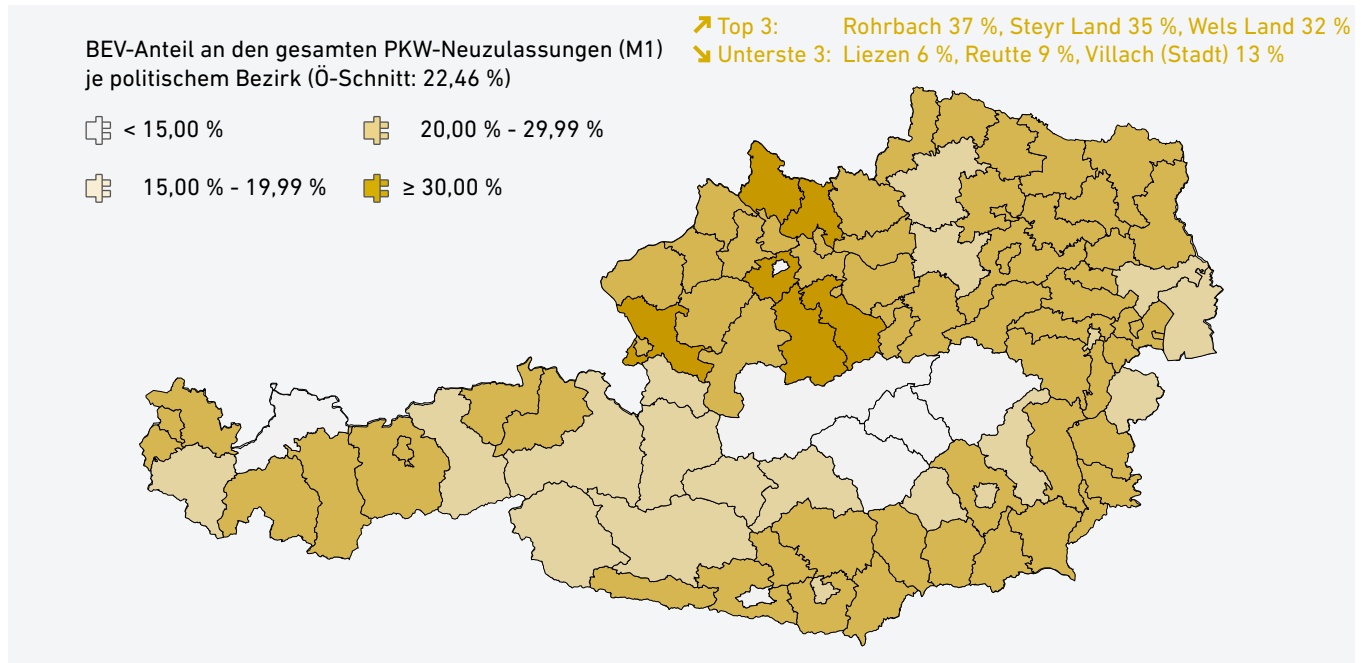 BEV-Anteil an den gesamten PKW-Neuzulassungen (M1)
je politischem Bezirk (Ö-Schnitt: 22,46 %)
< 15,00 %
20,00 % - 29,99 %
15,00 % - 19,99 %
≥ 30,00 %
↗ Top 3: Rohrbach 37 %, Steyr Land 35 %, Wels Land 32 %
↘ Unterste 3: Liezen 6 %, Reutte 9 %, Villach (Stadt) 13 %